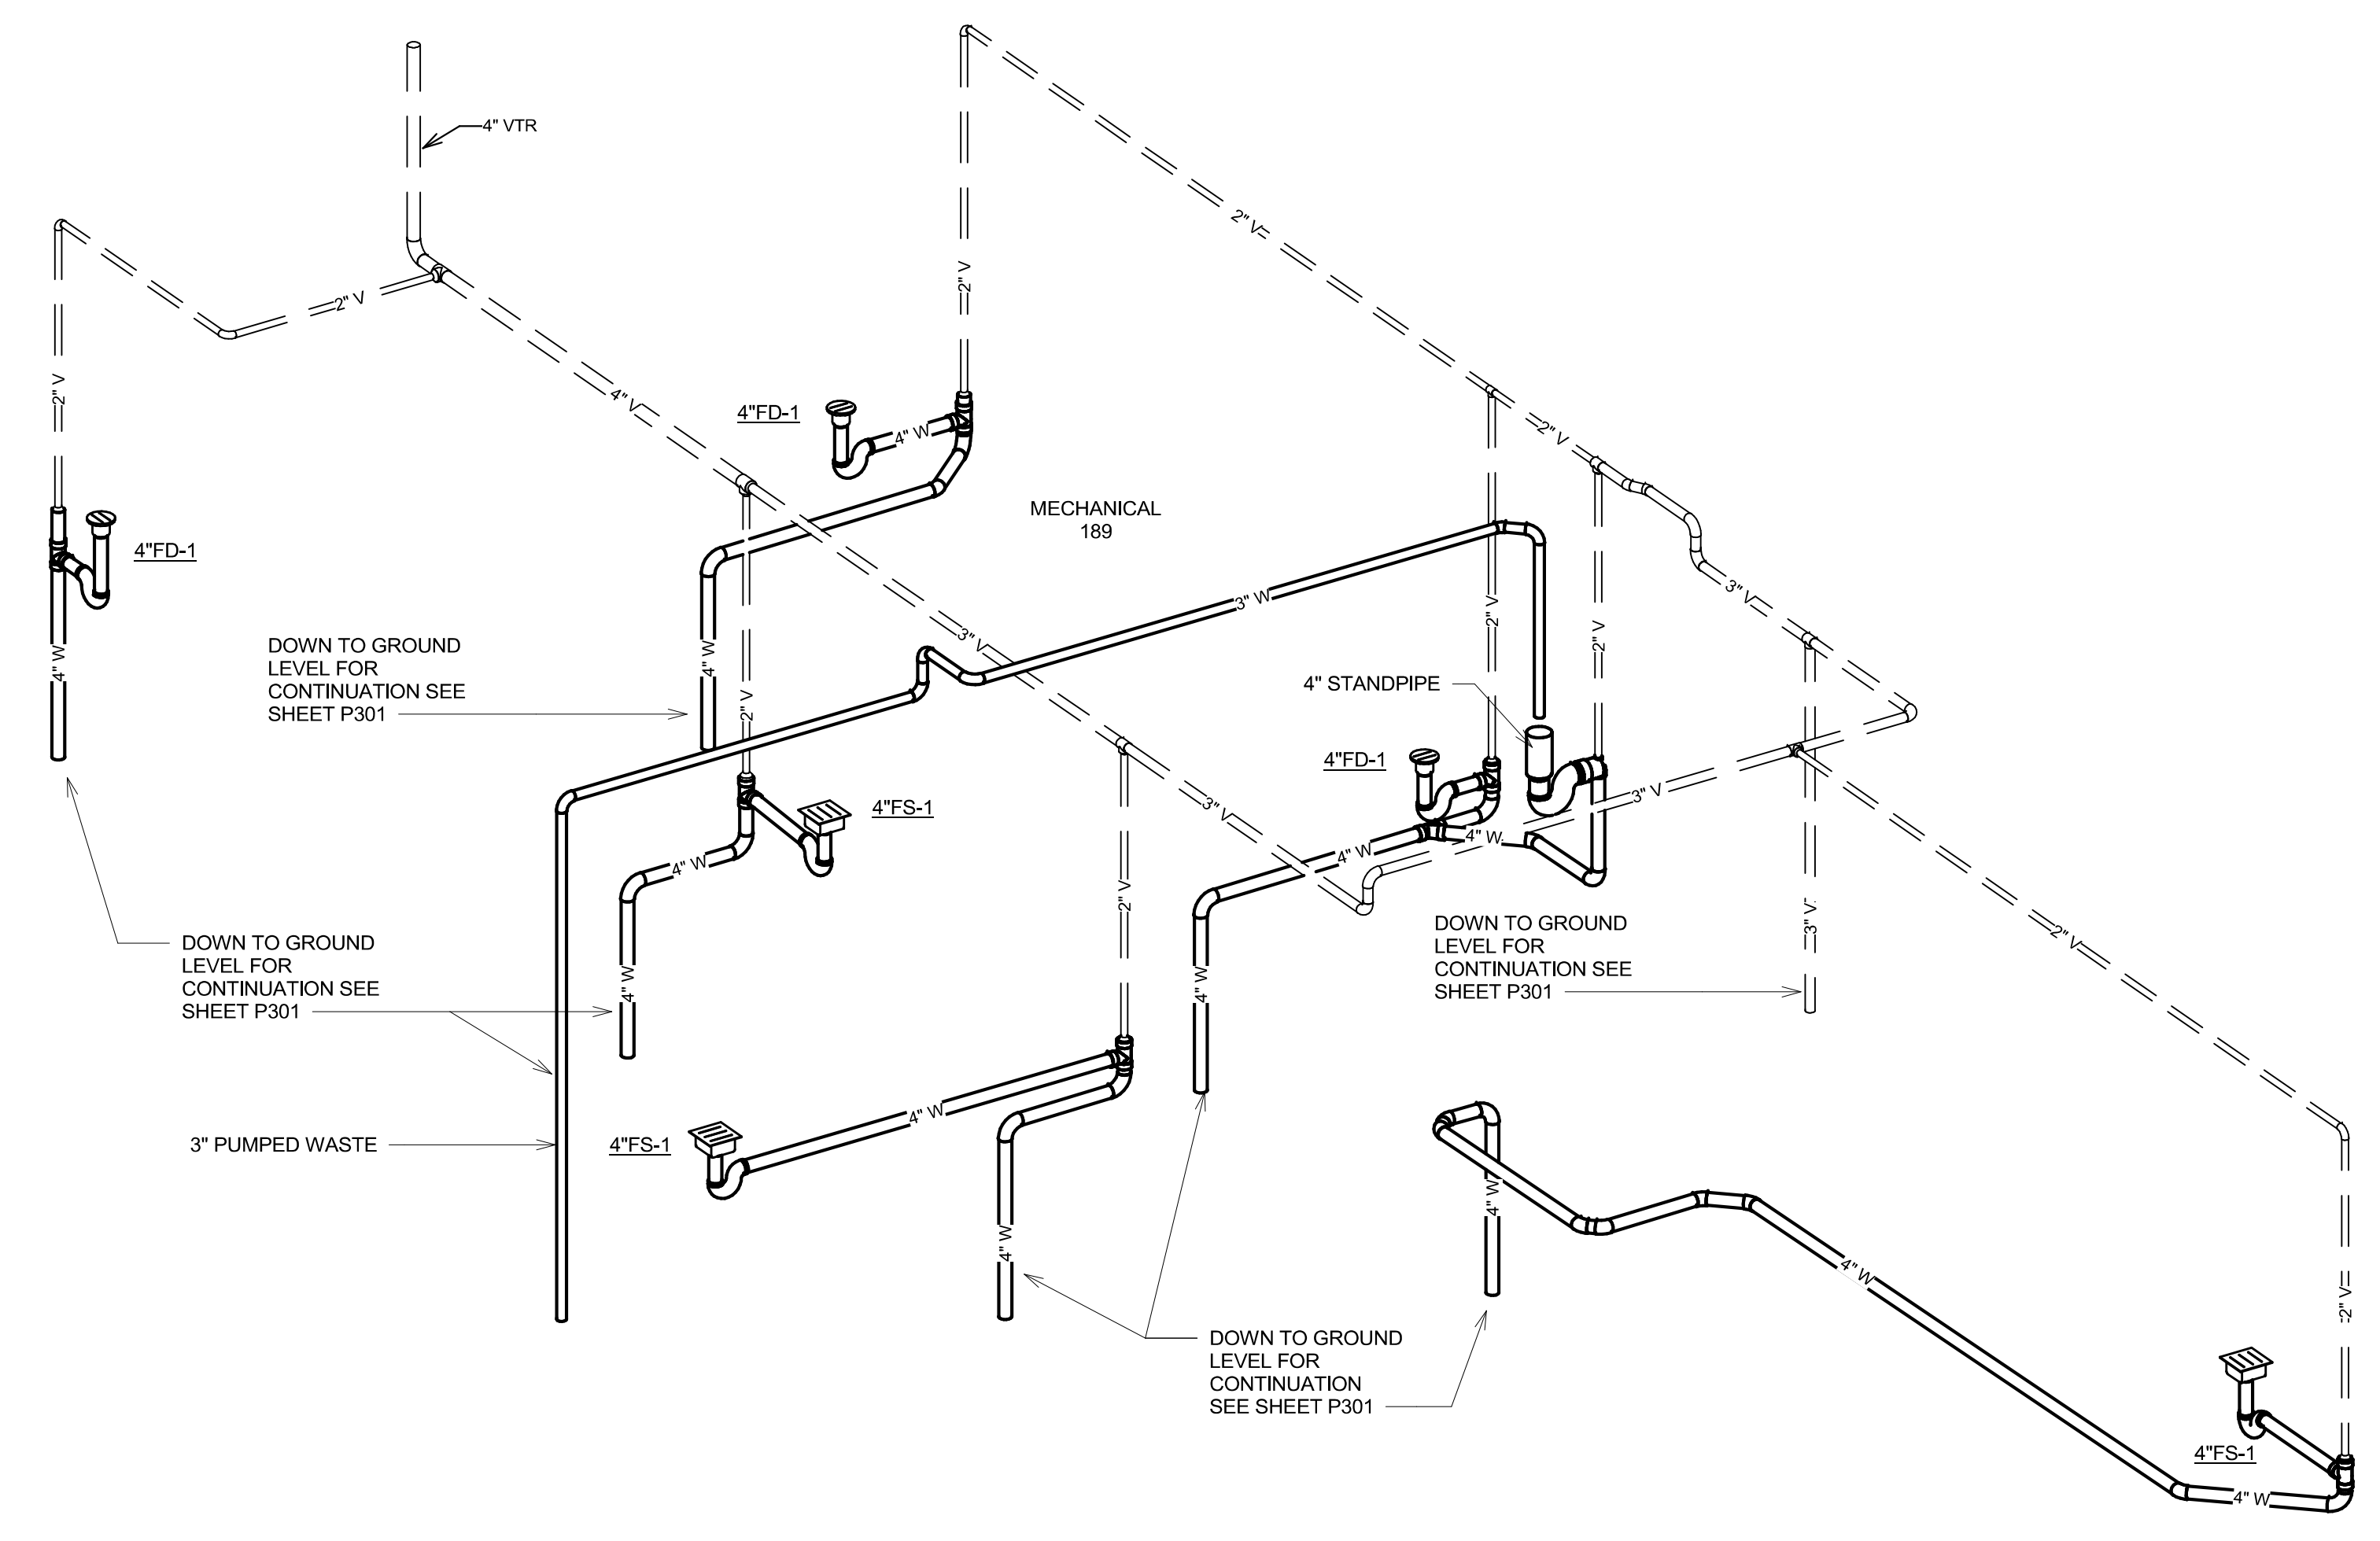 4" VTR
2" V
2" V
2" V
2" V
4" V
4"FD-1
4" W
2" V
MECHANICAL
189
4"FD-1
3" V
3" W
2" V
2" V
3" V
4" W
4" W
DOWN TO GROUND
LEVEL FOR
CONTINUATION SEE
SHEET P301
2" V
4" STANDPIPE
4"FD-1
3" V
3" V
4"FS-1
4" W
4" W
4" W
2" V
DOWN TO GROUND
LEVEL FOR
CONTINUATION SEE
SHEET P301
3" V
2" V
DOWN TO GROUND
LEVEL FOR
CONTINUATION SEE
SHEET P301
4" W
4" W
4" W
3" PUMPED WASTE
4"FS-1
4" W
4" W
4" W
2" V
DOWN TO GROUND
LEVEL FOR
CONTINUATION
SEE SHEET P301
4"FS-1
4" W